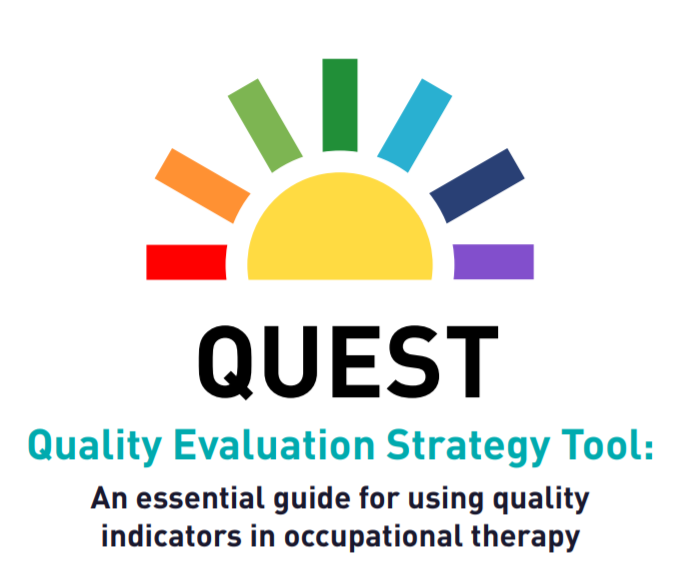 QUEST
Quality Evaluation Strategy Tool:
An essential guide for using quality
indicators in occupational therapy